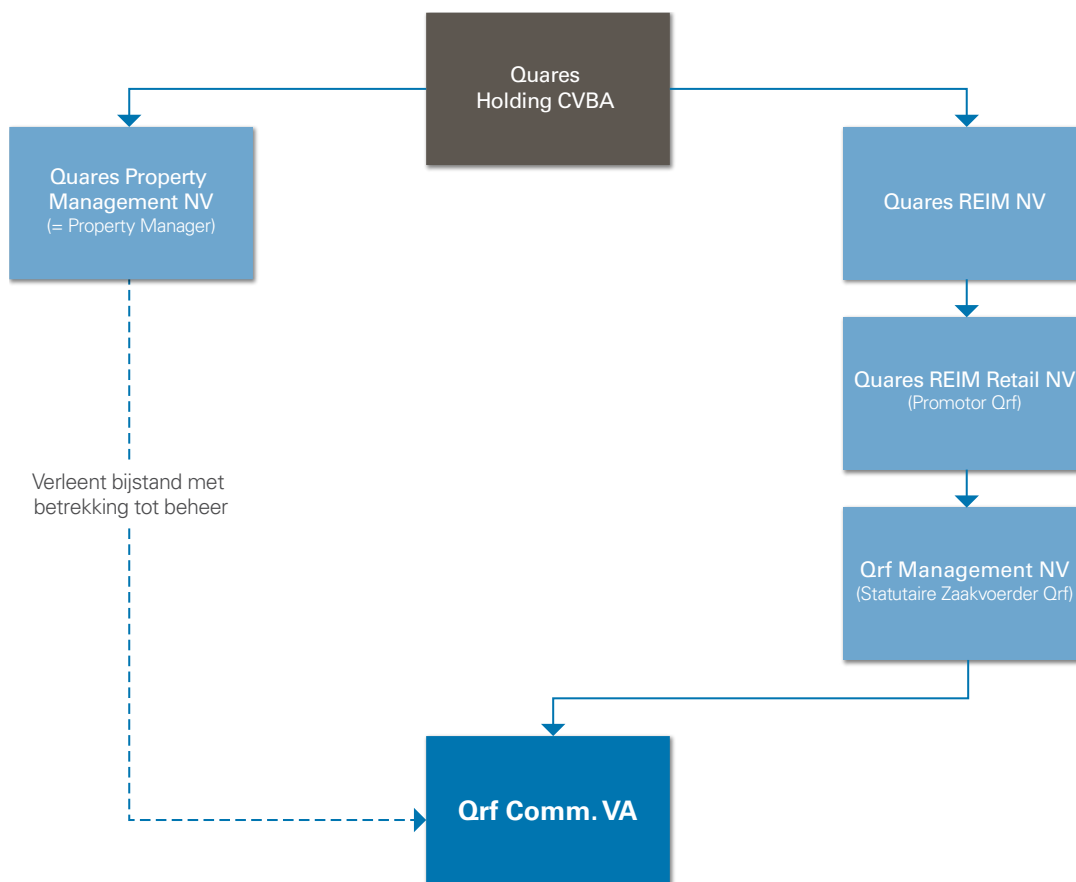 Quares
Holding CVBA
Quares Property
Management NV
(= Property Manager)
Quares REIM NV
Quares REIM Retail NV
(Promotor Qrf)
Verleent bijstand met
betrekking tot beheer
Qrf Management NV
(Statutaire Zaakvoerder Qrf)
Qrf Comm. VA